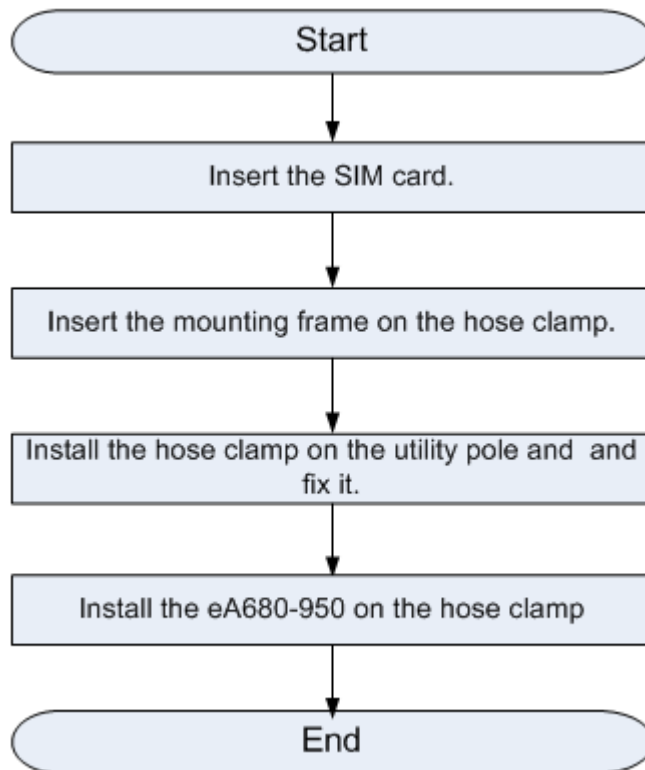 Start
Insert the SIM card.
Insert the mounting frame on the hose clamp.
Install the hose clamp on the utility pole and  and
fix it.
Install the eA680-950 on the hose clamp
End